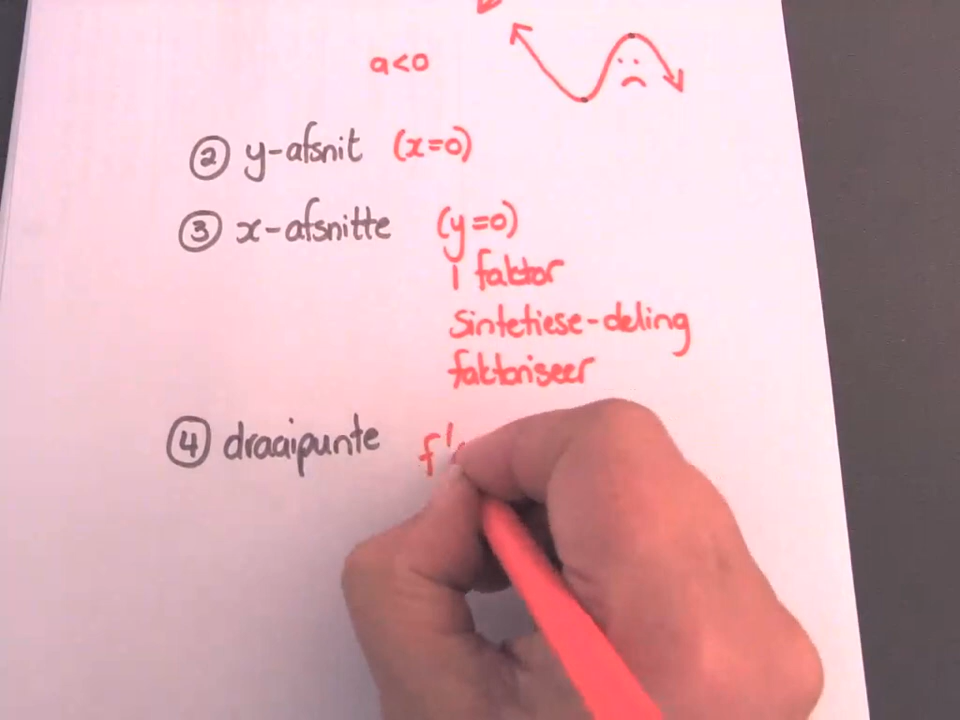 a<0
② y-afsnit (x=0)
③ x-afsnitte (y=0)
1 faktor
sintetiese-deling
faktoriseer
④ draaipunte f'(